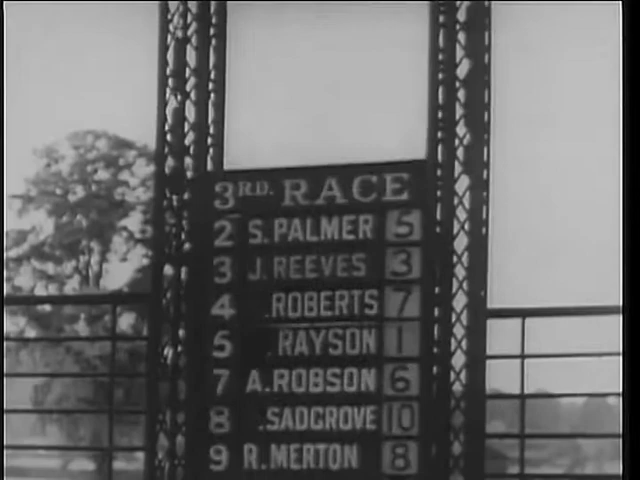 3RD. RACE
2 S. PALMER 5
3 J. REEVES 3
4 . ROBERTS 7
5 . RAYSON 1
7 A. ROBSON 6
8 . SADGROVE 10
9 R. MERTON 8